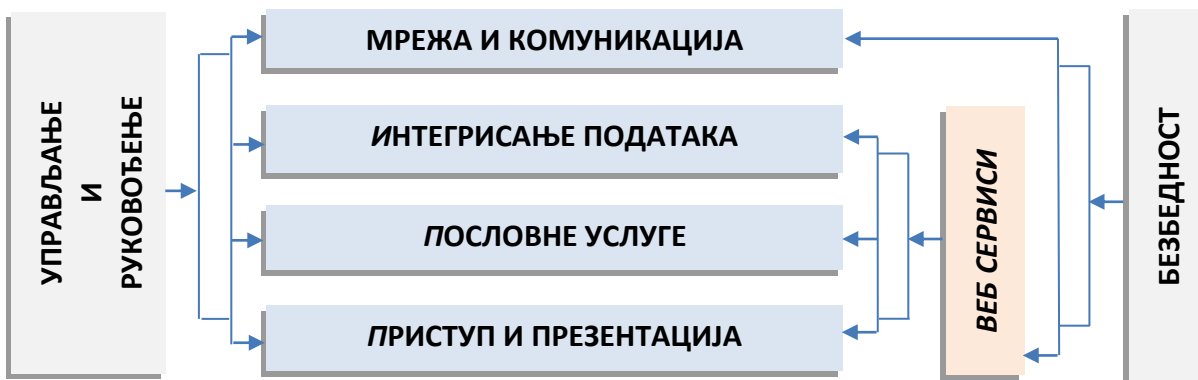 УПРАВЉАЊЕ
И
РУКОВОЂЕЊЕ
МРЕЖА И КОМУНИКАЦИЈА
ИНТЕГРИСАЊЕ ПОДАТАКА
ПОСЛОВНЕ УСЛУГЕ
ПРИСТУП И ПРЕЗЕНТАЦИЈА
ВЕБ СЕРВИСИ
БЕЗБЕДНОСТ